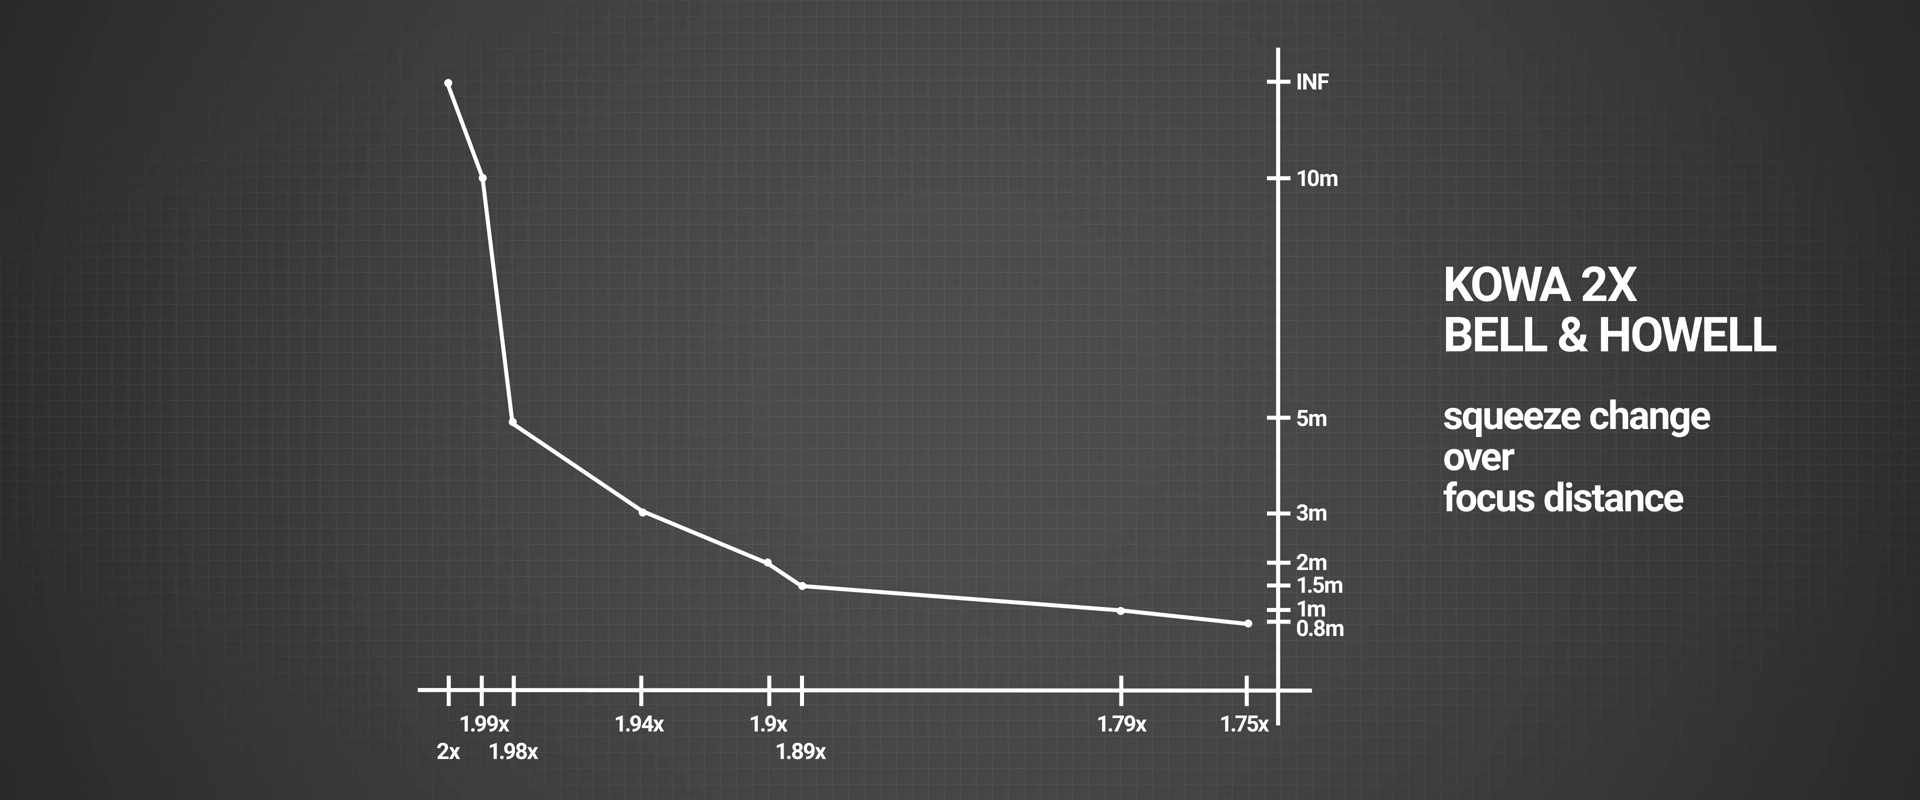 INF
10m
5m
3m
2m
1.5m
1m
0.8m
KOWA 2X
BELL & HOWELL
squeeze change
over
focus distance
1.99x 1.94x 1.9x 1.79x 1.75x
2x 1.98x 1.89x